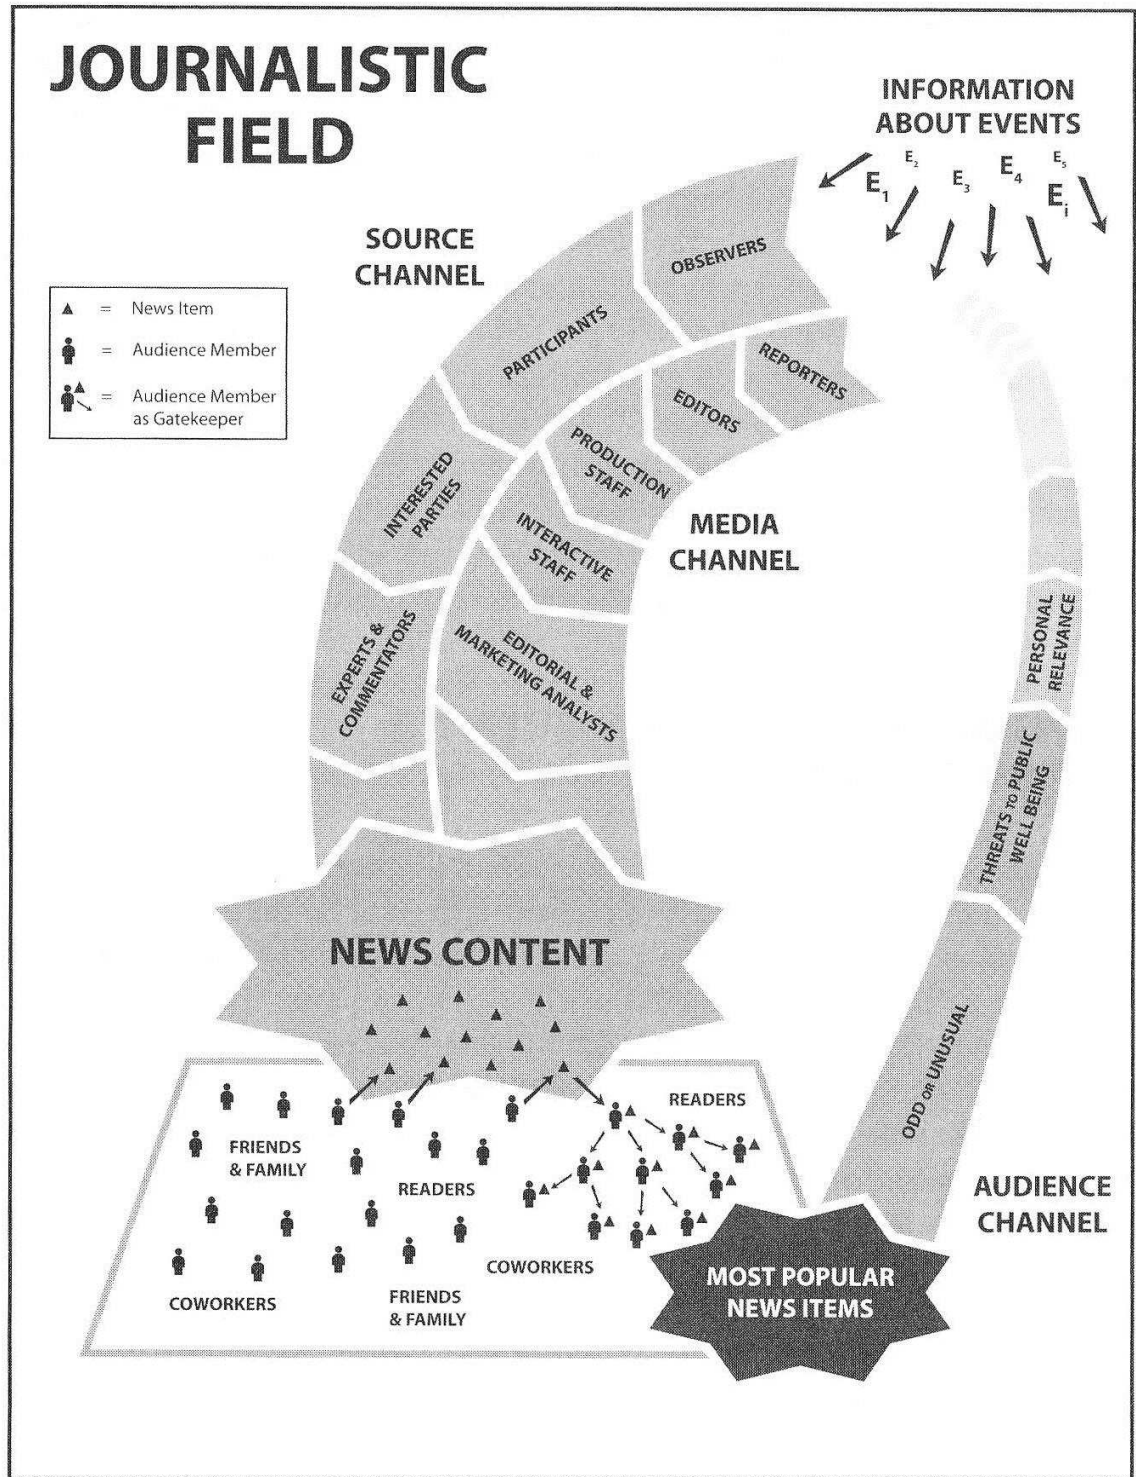 JOURNALISTIC
FIELD
INFORMATION
ABOUT EVENTS
E1
E2
E3
E4
E5
Ei
SOURCE
CHANNEL
▲ = News Item
= Audience Member
= Audience Member
as Gatekeeper
OBSERVERS
PARTICIPANTS
INTERESTED
PARTIES
EXPERTS &
COMMENTATORS
REPORTERS
EDITORS
PRODUCTION
STAFF
INTERACTIVE
STAFF
EDITORIAL &
MARKETING ANALYSTS
MEDIA
CHANNEL
PERSONAL
RELEVANCE
THREATS TO PUBLIC
WELL BEING
ODD OR UNUSUAL
AUDIENCE
CHANNEL
NEWS CONTENT
READERS
FRIENDS
& FAMILY
READERS
COWORKERS
COWORKERS
FRIENDS
& FAMILY
MOST POPULAR
NEWS ITEMS